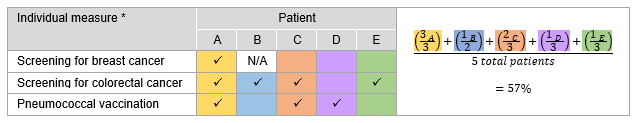 Individual measure * Patient
A B C D E
Screening for breast cancer ✓ N/A ✓
Screening for colorectal cancer ✓ ✓ ✓ ✓
Pneumococcal vaccination ✓ ✓ ✓
(3 A/3) + (1 B/2) + (2 C/3) + (1 D/3) + (1 E/3)
5 total patients
= 57%